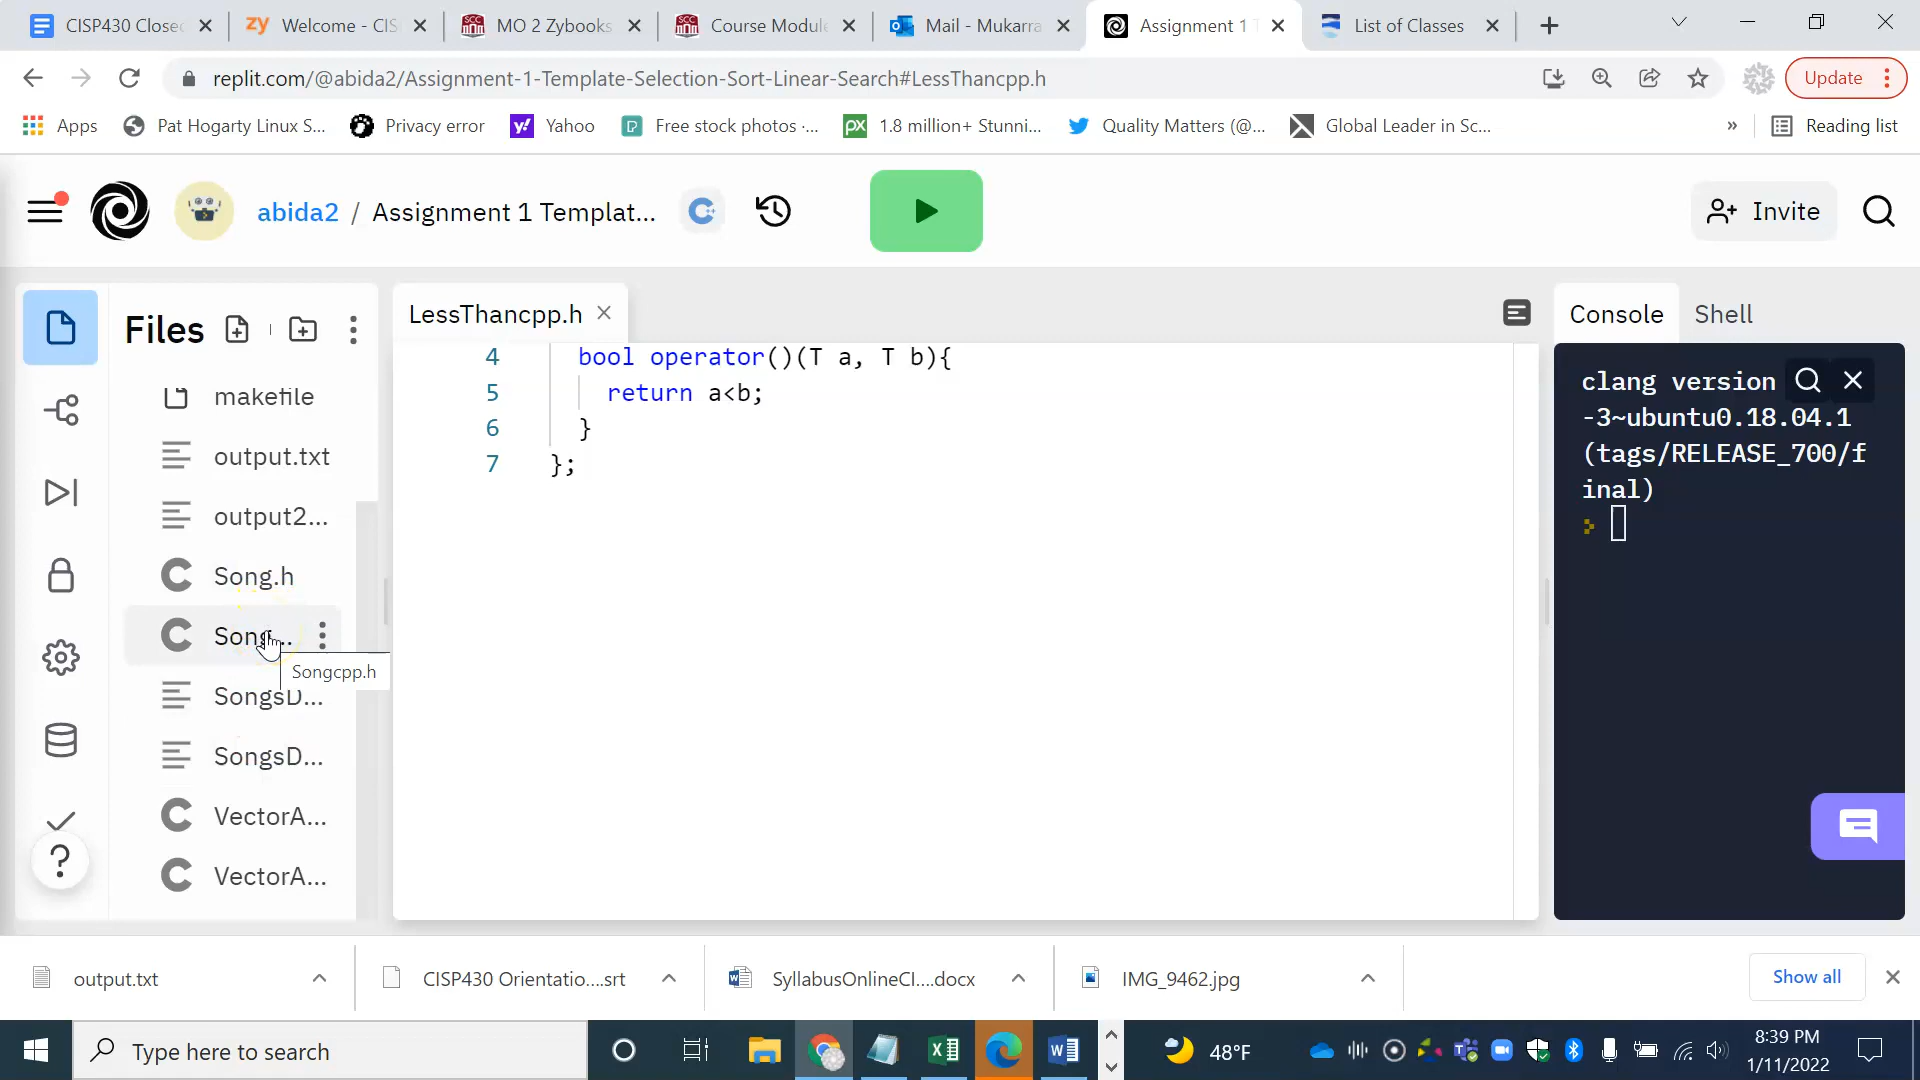 CISP430 Closed
zy Welcome - CIS
MO 2 Zybooks
Course Module
Mail - Mukarra
Assignment 1 T
List of Classes
replit.com/@abida2/Assignment-1-Template-Selection-Sort-Linear-Search#LessThancpp.h
Update
Apps
Pat Hogarty Linux S...
Privacy error
Yahoo
Free stock photos ·...
px 1.8 million+ Stunni...
Quality Matters (@...
Global Leader in Sc...
»
Reading list
abida2 / Assignment 1 Templat...
Invite
Files
LessThancpp.h
Console
Shell
makefile
output.txt
output2...
Song.h
Song...
Songcpp.h
SongsD...
SongsD...
VectorA...
VectorA...
4 bool operator()(T a, T b){
5 return a<b;
6 }
7 };
clang version
-3~ubuntu0.18.04.1
(tags/RELEASE_700/f
inal)
output.txt
CISP430 Orientatio....srt
SyllabusOnlineCI....docx
IMG_9462.jpg
Show all
Type here to search
48°F
8:39 PM
1/11/2022